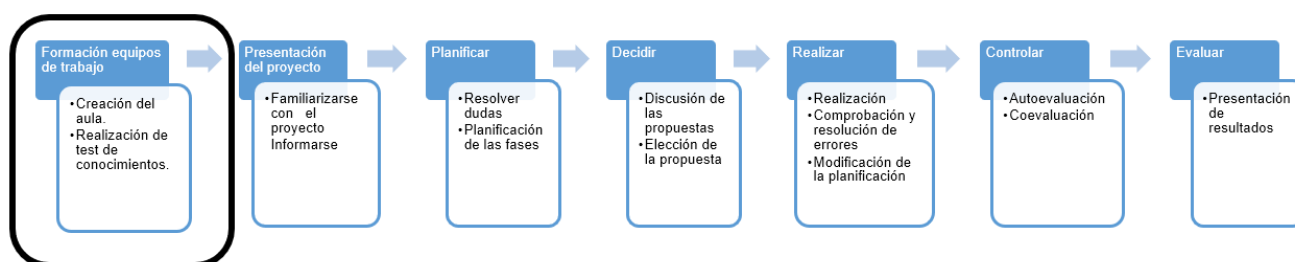 Formación equipos
de trabajo
•Creación del
aula.
•Realización de
test de
conocimientos.
Presentación
del proyecto
•Familiarizarse
con el
proyecto
Informarse
Planificar
•Resolver
dudas
•Planificación
de las fases
Decidir
•Discusión de
las
propuestas
•Elección de
la propuesta
Realizar
•Realización
•Comprobación y
resolución de
errores
•Modificación de
la planificación
Controlar
•Autoevaluación
•Coevaluación
Evaluar
•Presentación
de
resultados